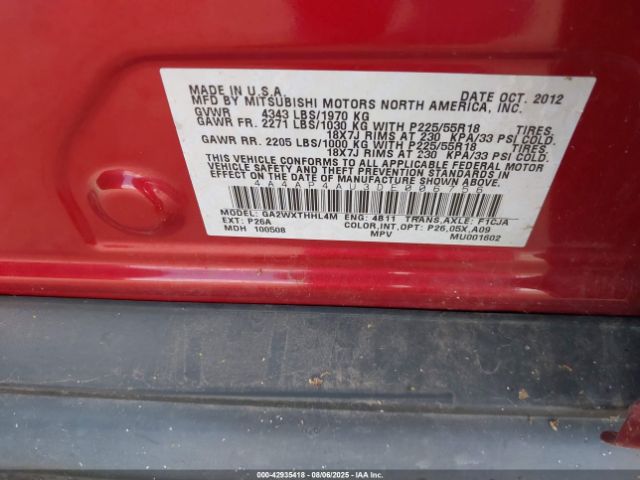 MADE IN U.S.A. DATE OCT. 2012
MFD BY MITSUBISHI MOTORS NORTH AMERICA, INC.
GVWR 4343 LBS/1970 KG
GAWR FR. 2271 LBS/1030 KG WITH P225/55R18 TIRES.
18X7J RIMS AT 230 KPA/33 PSI COLD.
GAWR RR. 2205 LBS/1000 KG WITH P225/55R18 TIRES
18X7J RIMS AT 230 KPA/33 PSI COLD.
THIS VEHICLE CONFORMS TO ALL APPLICABLE FEDERAL MOTOR
VEHICLE SAFETY AND THEFT PREVENTION STANDARDS IN
EFFECT ON THE DATE OF MANUFACTURE SHOWN ABOVE.
4A4AP4AU3DE006756
MODEL: GA2WXTHHL4M ENG: 4B11 TRANS,AXLE: F1CJA
EXT: P26A COLOR,INT,OPT: P26,05X,A09
MDH 100508 MPV MU001602
000-42935418 - 08/06/2025 - IAAI.COM